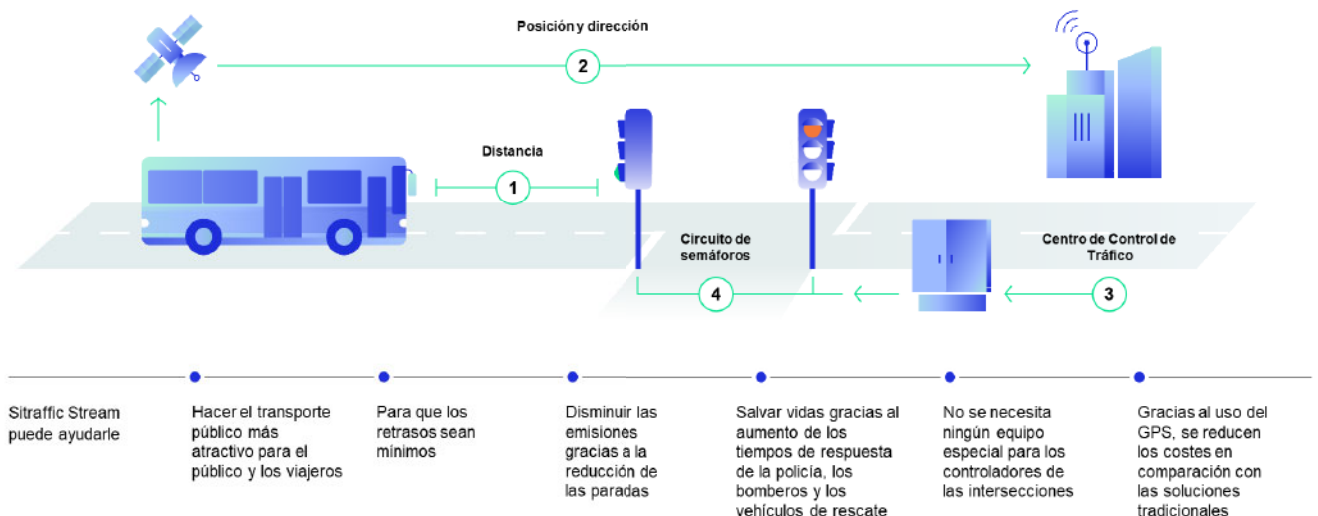 Posición y dirección
2
Distancia
1
Circuito de
semáforos
4
Centro de Control de
Tráfico
3
Sitraffic Stream
puede ayudarle
Hacer el transporte
público más
atractivo para el
público y los viajeros
Para que los
retrasos sean
mínimos
Disminuir las
emisiones
gracias a la
reducción de
las paradas
Salvar vidas gracias al
aumento de los
tiempos de respuesta
de la policía, los
bomberos y los
vehículos de rescate
No se necesita
ningún equipo
especial para los
controladores de
las intersecciones
Gracias al uso del
GPS, se reducen
los costes en
comparación con
las soluciones
tradicionales